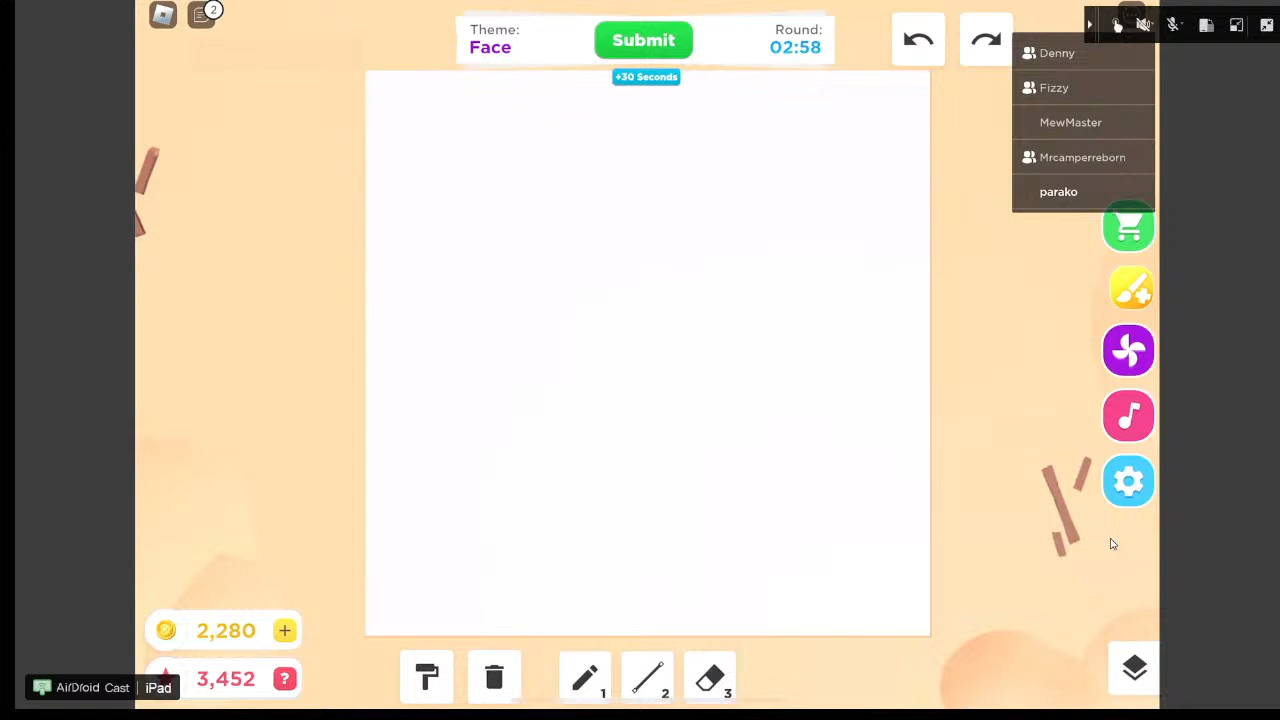 2
Theme:
Face
Submit
Round:
02:58
+30 Seconds
Denny
Fizzy
MewMaster
Mrcamperreborn
parako
2,280
+
3,452
?
AirDroid Cast | iPad
1
2
3